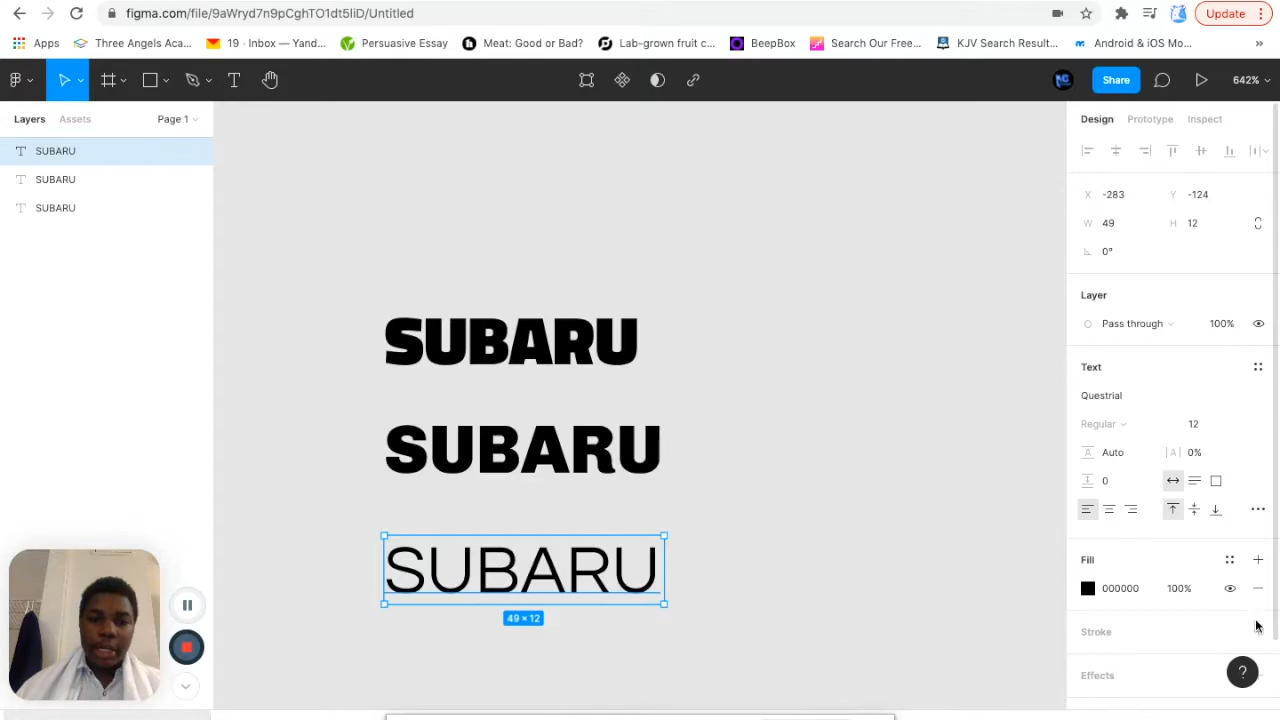 figma.com/file/9aWryd7n9pCghTO1dt5IiD/Untitled
Update
Apps
Three Angels Aca...
19 · Inbox — Yand...
Persuasive Essay
Meat: Good or Bad?
Lab-grown fruit c...
BeepBox
Search Our Free...
KJV Search Result...
Android & iOS Mo...
»
Share
642%
Layers Assets Page 1
SUBARU
SUBARU
SUBARU
SUBARU
SUBARU
SUBARU
49 × 12
Design Prototype Inspect
X -283 Y -124
W 49 H 12
0°
Layer
Pass through 100%
Text
Questrial
Regular 12
Auto |A| 0%
0
Fill
000000 100%
Stroke
Effects
?